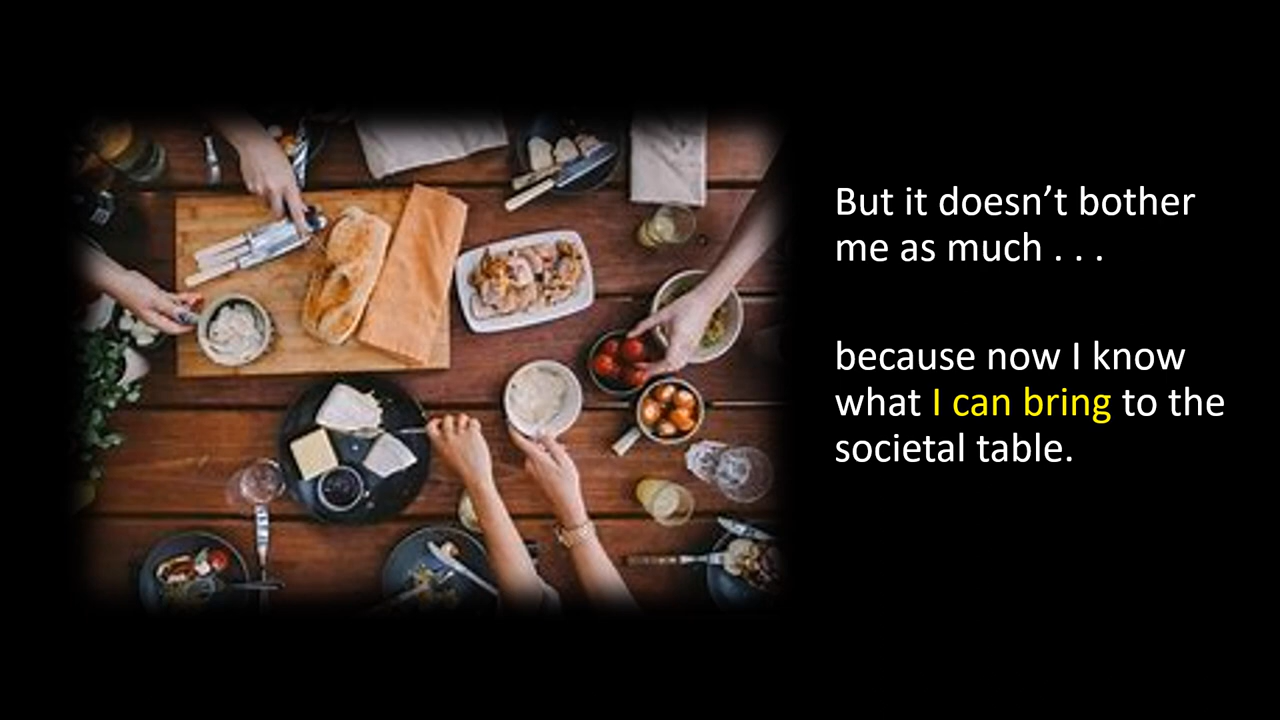 But it doesn’t bother
me as much . . .
because now I know
what I can bring to the
societal table.